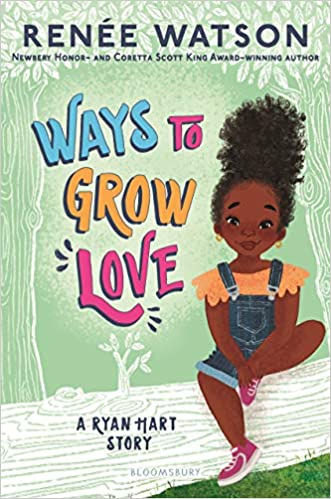 RENÉE WATSON
NEWBERY HONOR- AND CORETTA SCOTT KING AWARD-WINNING AUTHOR
WAYS TO
GROW
LOVE
A RYAN HART
STORY
BLOOMSBURY